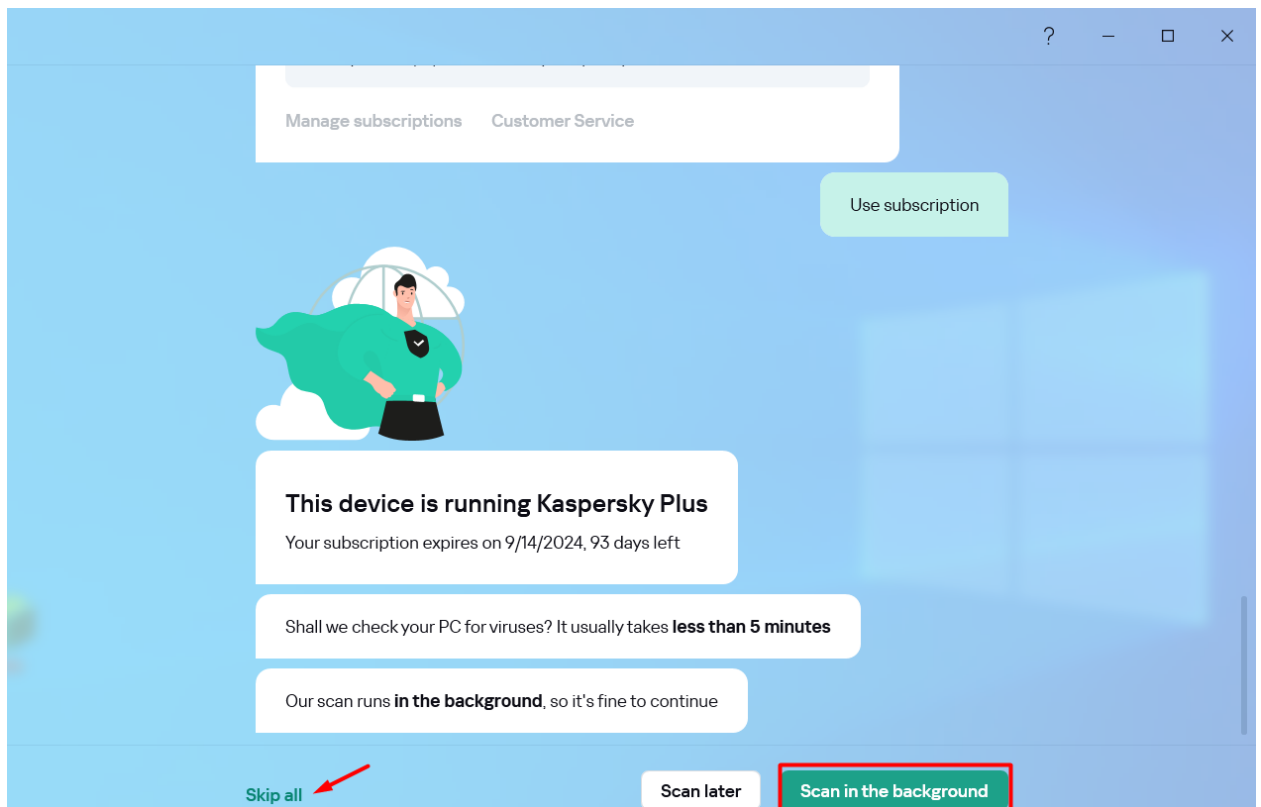 ?
Manage subscriptions Customer Service
Use subscription
This device is running Kaspersky Plus
Your subscription expires on 9/14/2024, 93 days left
Shall we check your PC for viruses? It usually takes less than 5 minutes
Our scan runs in the background, so it's fine to continue
Skip all Scan later Scan in the background